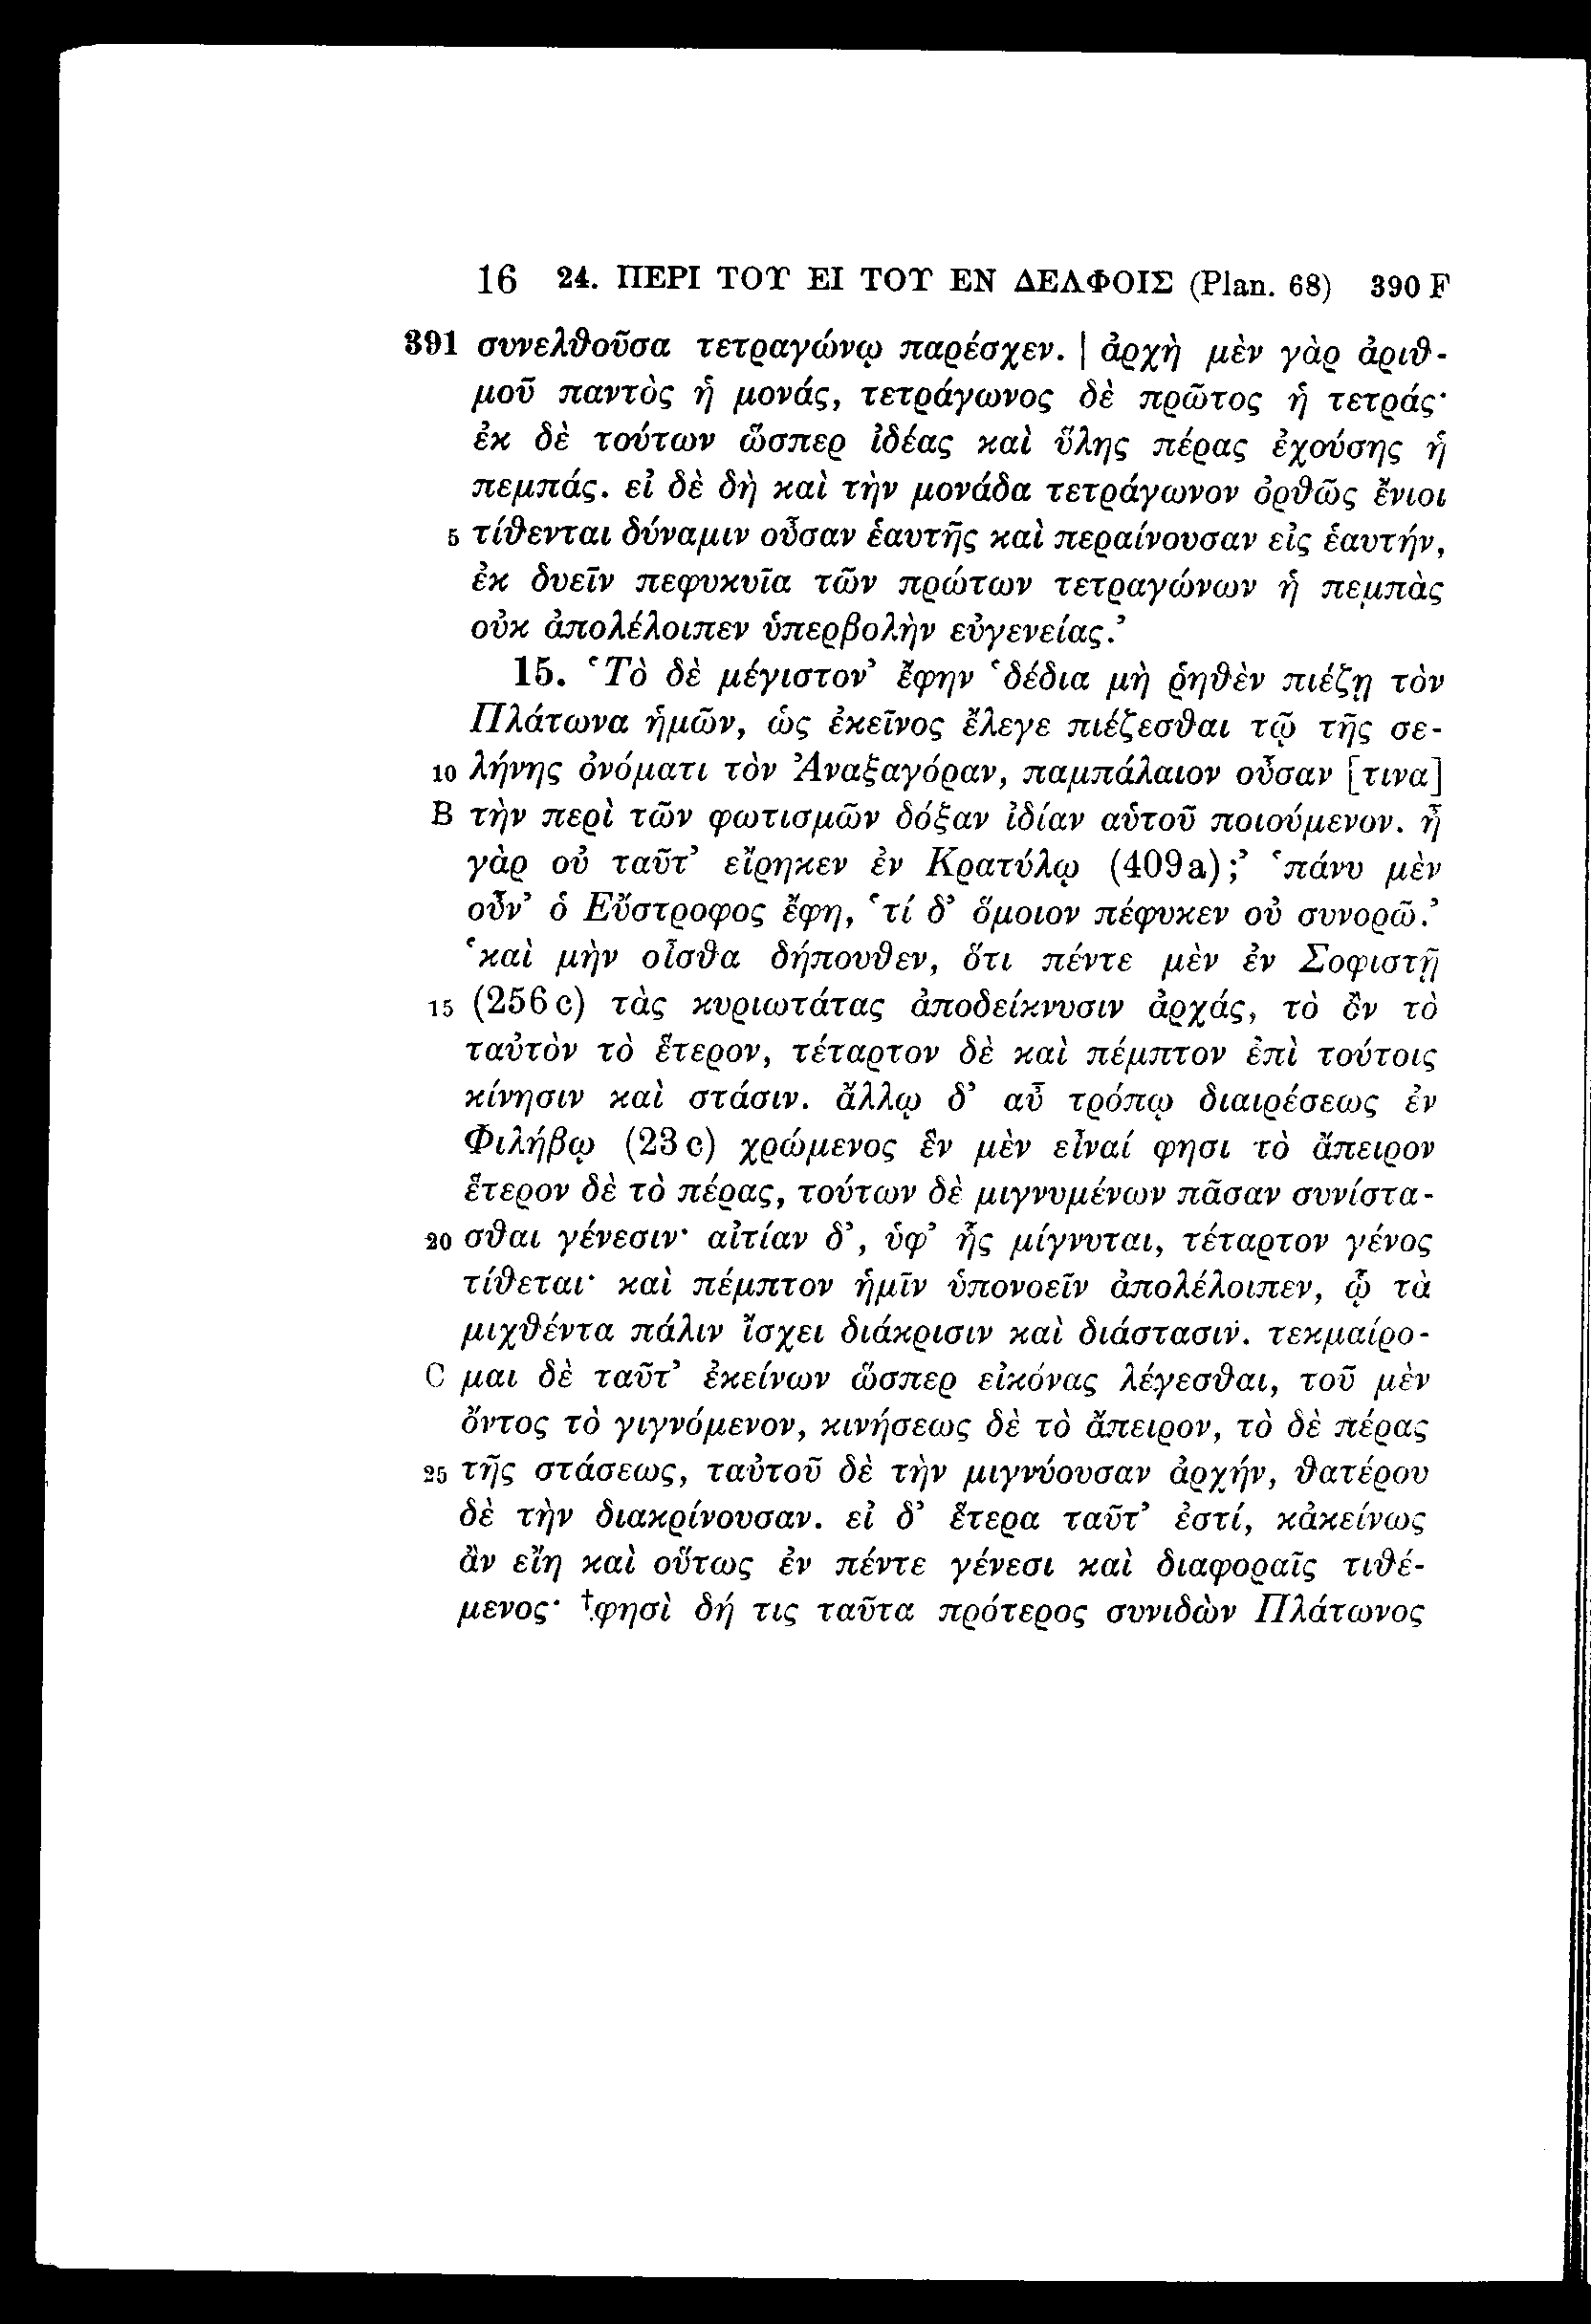 16 24. ΠΕΡΙ ΤΟΥ ΕΙ ΤΟΥ ΕΝ ΔΕΛΦΟΙΣ (Plan. 68) 390 F
391 συνελθοῦσα τετραγώνῳ παρέσχεν. | ἀρχὴ μὲν γὰρ ἀριθ-
μοῦ παντὸς ἡ μονάς, τετράγωνος δὲ πρῶτος ἡ τετράς·
ἐκ δὲ τούτων ὥσπερ ἰδέας καὶ ὕλης πέρας ἐχούσης ἡ
πεμπάς. εἰ δὲ δὴ καὶ τὴν μονάδα τετράγωνον ὀρθῶς ἔνιοι
5 τίθενται δύναμιν οὖσαν ἑαυτῆς καὶ περαίνουσαν εἰς ἑαυτήν,
ἐκ δυεῖν πεφυκυῖα τῶν πρώτων τετραγώνων ἡ πεμπὰς
οὐκ ἀπολέλοιπεν ὑπερβολὴν εὐγενείας.’
15. ‘Τὸ δὲ μέγιστον’ ἔφην ‘δέδια μὴ ῥηθὲν πιέζῃ τὸν
Πλάτωνα ἡμῶν, ὡς ἐκεῖνος ἔλεγε πιέζεσθαι τῷ τῆς σε-
10 λήνης ὀνόματι τὸν Ἀναξαγόραν, παμπάλαιον οὖσαν [τινα]
B τὴν περὶ τῶν φωτισμῶν δόξαν ἰδίαν αὑτοῦ ποιούμενον. ἦ
γὰρ οὐ ταῦτ’ εἴρηκεν ἐν Κρατύλῳ (409a);’ ‘πάνυ μὲν
οὖν’ ὁ Εὔστροφος ἔφη, ‘τί δ’ ὅμοιον πέφυκεν οὐ συνορῶ.’
‘καὶ μὴν οἶσθα δήπουθεν, ὅτι πέντε μὲν ἐν Σοφιστῇ
15 (256 c) τὰς κυριωτάτας ἀποδείκνυσιν ἀρχάς, τὸ ὂν τὸ
ταὐτὸν τὸ ἕτερον, τέταρτον δὲ καὶ πέμπτον ἐπὶ τούτοις
κίνησιν καὶ στάσιν. ἄλλῳ δ’ αὖ τρόπῳ διαιρέσεως ἐν
Φιλήβῳ (23 c) χρώμενος ἓν μὲν εἶναί φησι τὸ ἄπειρον
ἕτερον δὲ τὸ πέρας, τούτων δὲ μιγνυμένων πᾶσαν συνίστα-
20 σθαι γένεσιν· αἰτίαν δ’, ὑφ’ ἧς μίγνυται, τέταρτον γένος
τίθεται· καὶ πέμπτον ἡμῖν ὑπονοεῖν ἀπολέλοιπεν, ᾧ τὰ
μιχθέντα πάλιν ἴσχει διάκρισιν καὶ διάστασιν. τεκμαίρο-
C μαι δὲ ταῦτ’ ἐκείνων ὥσπερ εἰκόνας λέγεσθαι, τοῦ μὲν
ὄντος τὸ γιγνόμενον, κινήσεως δὲ τὸ ἄπειρον, τὸ δὲ πέρας
25 τῆς στάσεως, ταὐτοῦ δὲ τὴν μιγνύουσαν ἀρχήν, θατέρου
δὲ τὴν διακρίνουσαν. εἰ δ’ ἕτερα ταῦτ’ ἐστί, κἀκείνως
ἂν εἴη καὶ οὕτως ἐν πέντε γένεσι καὶ διαφοραῖς τιθέ-
μενος· †φησὶ δή τις ταῦτα πρότερος συνιδὼν Πλάτωνος